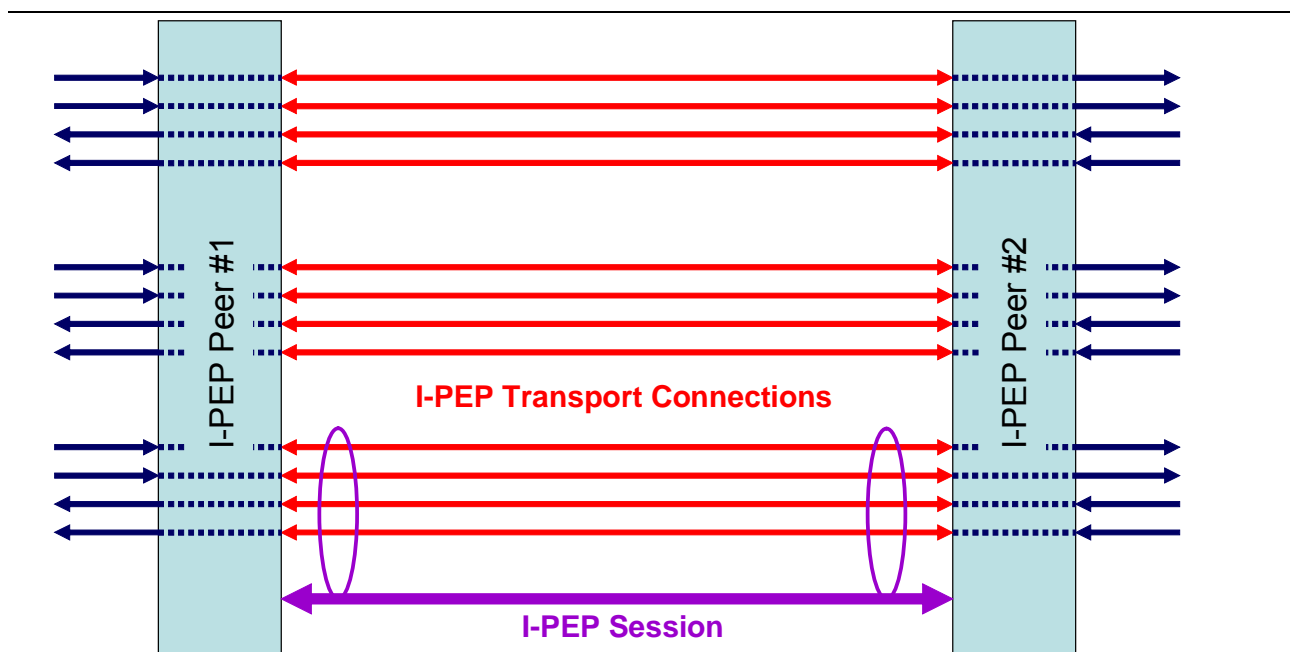 I-PEP Peer #1
I-PEP Peer #2
I-PEP Transport Connections
I-PEP Session